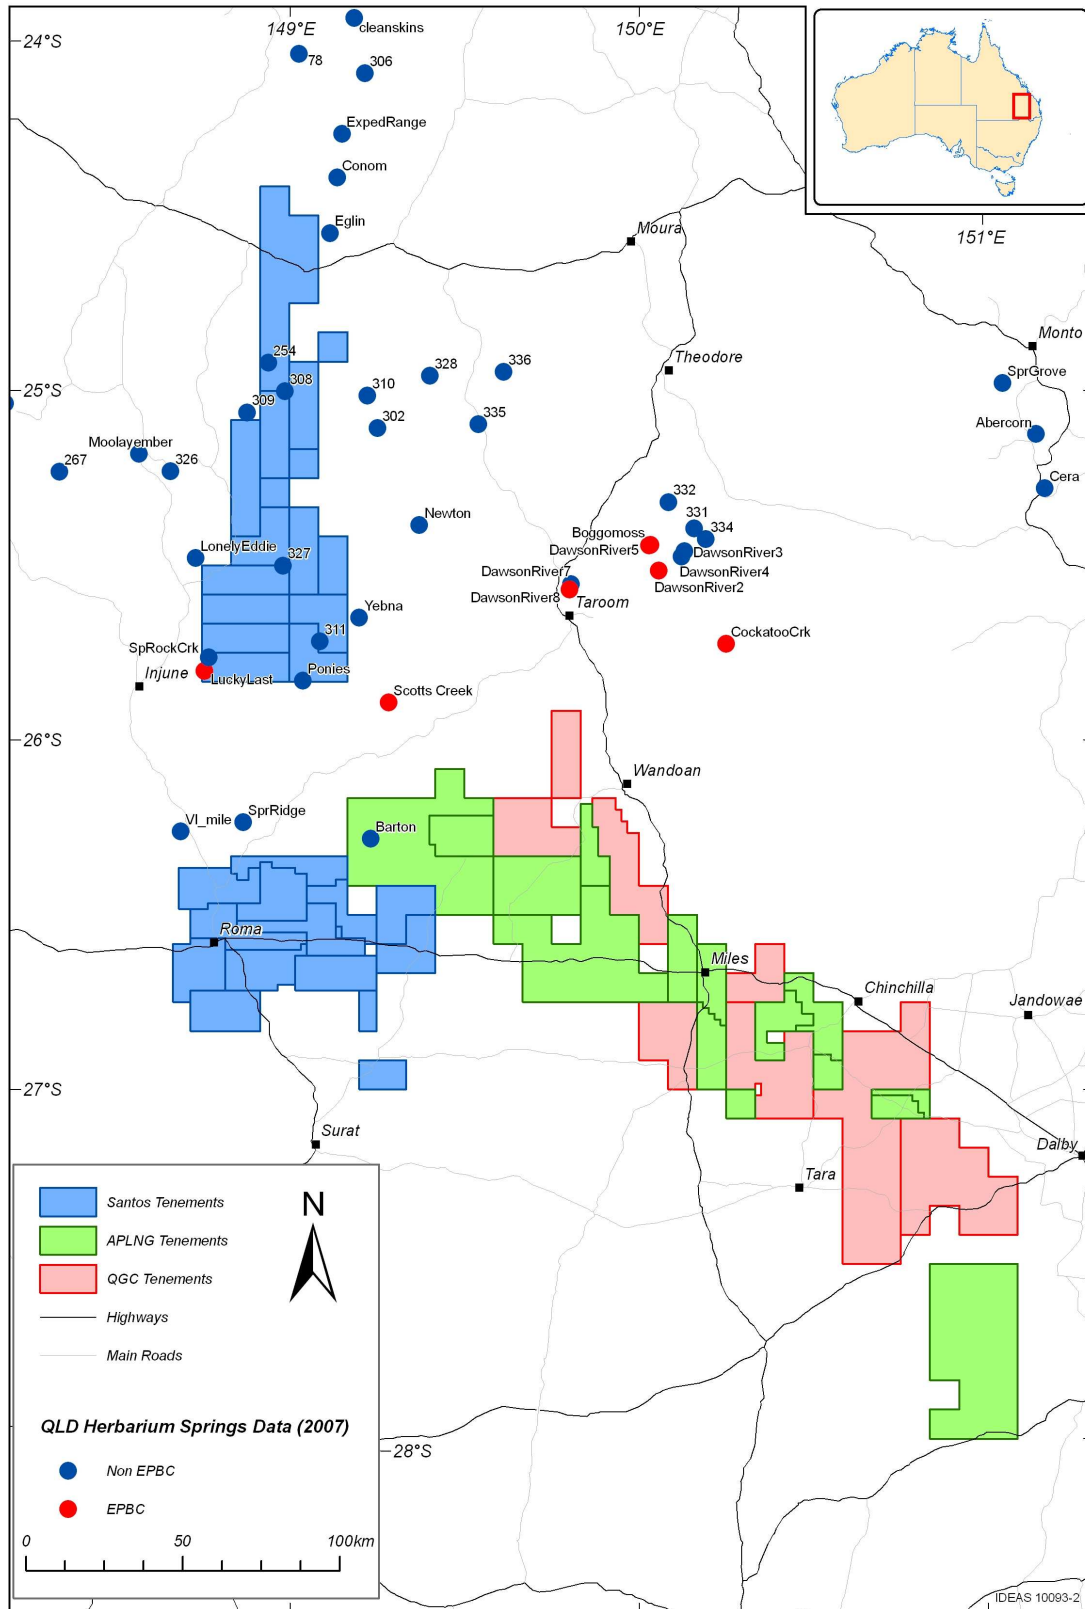 149°E
150°E
cleanskins
24°S
78
306
ExpedRange
Conom
Eglin
Moura
151°E
Monto
Theodore
254
328
336
SprGrove
308
310
25°S
309
302
335
Abercorn
Moolayember
267
326
Cera
332
Newton
331
334
Boggomoss
LonelyEddie
DawsonRiver5
DawsonRiver3
327
DawsonRiver7
DawsonRiver4
DawsonRiver2
DawsonRiver8
Taroom
Yebna
311
CockatooCrk
SpRockCrk
Injune
LuckyLast
Ponies
Scotts Creek
26°S
Wandoan
VI_mile
SprRidge
Barton
Roma
Miles
Chinchilla
Jandowae
27°S
Surat
Dalby
Tara
Santos Tenements
N
APLNG Tenements
QGC Tenements
Highways
Main Roads
QLD Herbarium Springs Data (2007)
28°S
Non EPBC
EPBC
0 50 100km
IDEAS 10093-2